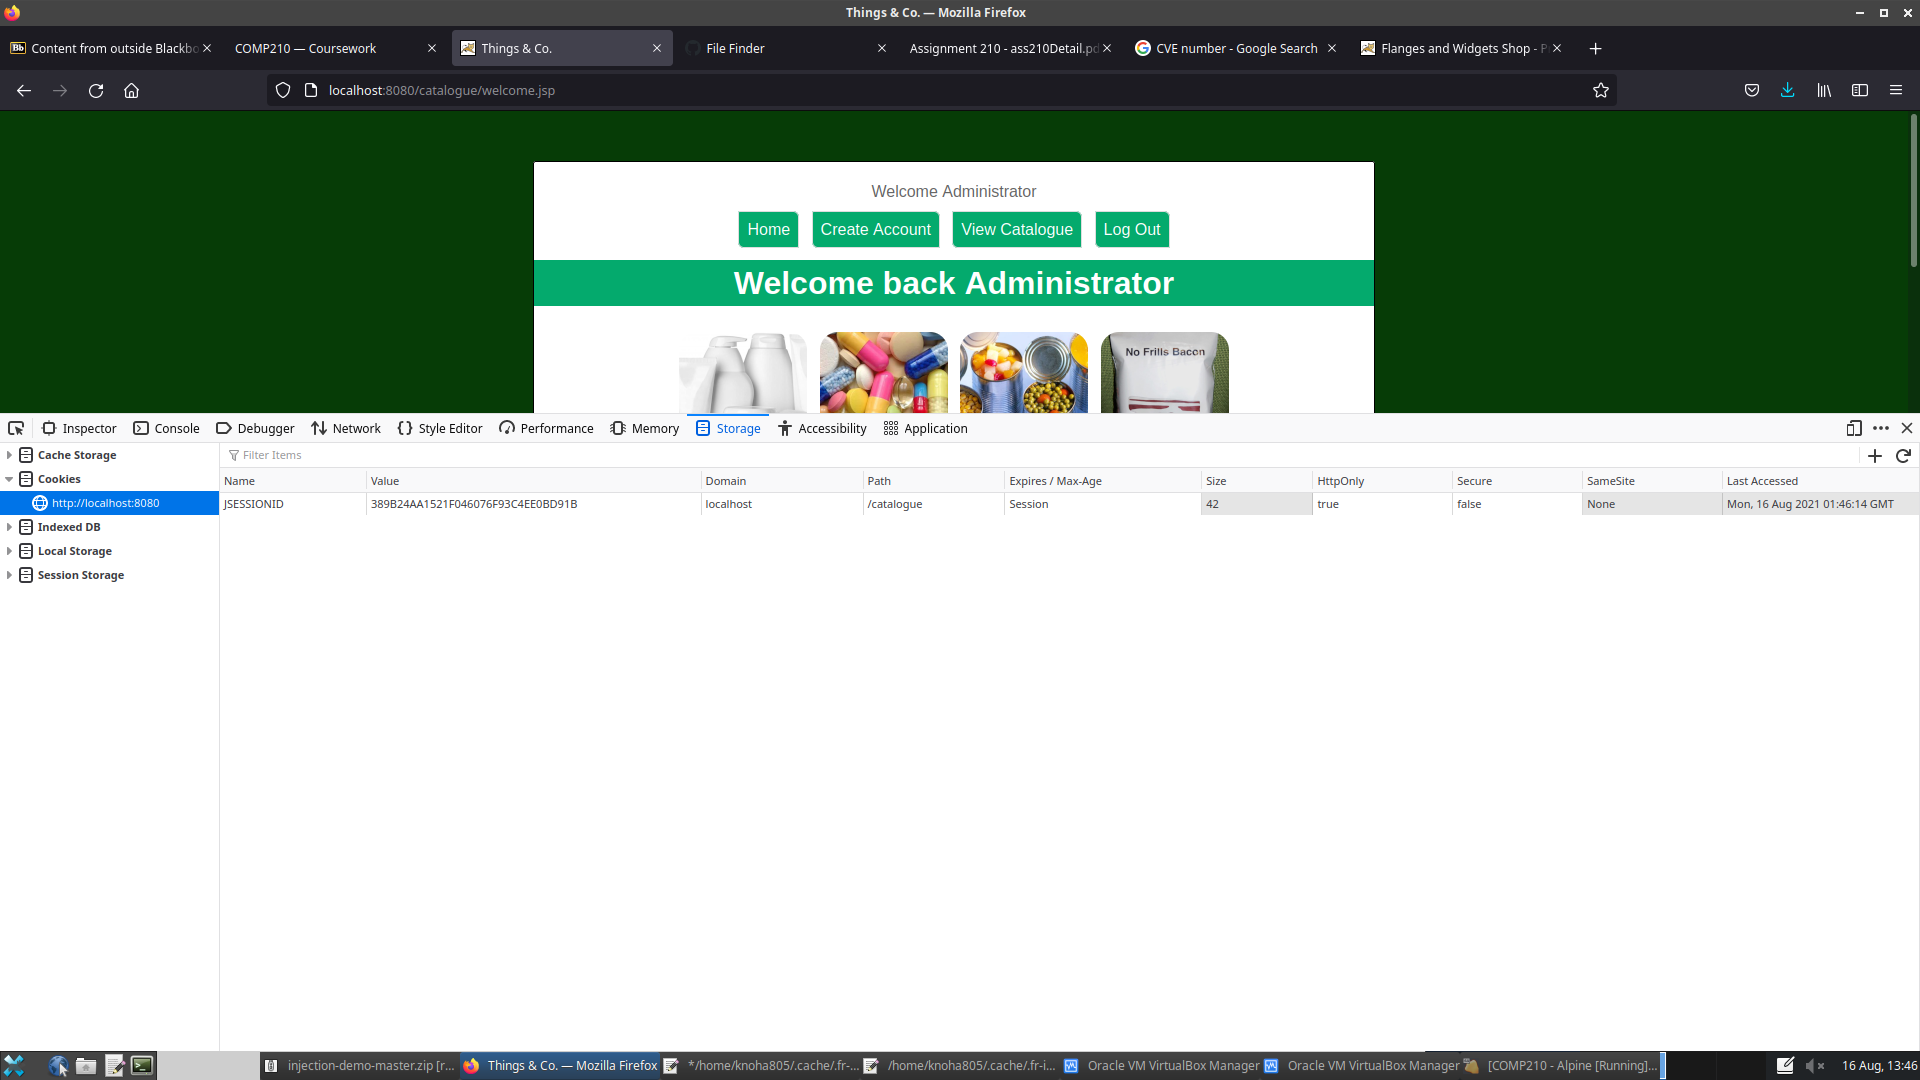 Things & Co. — Mozilla Firefox
Bb Content from outside Blackbo
COMP210 — Coursework
Things & Co.
File Finder
Assignment 210 - ass210Detail.pd
CVE number - Google Search
Flanges and Widgets Shop - P
localhost:8080/catalogue/welcome.jsp
Welcome Administrator
Home Create Account View Catalogue Log Out
Welcome back Administrator
No Frills Bacon
Inspector Console Debugger Network Style Editor Performance Memory Storage Accessibility Application
Cache Storage
Cookies
http://localhost:8080
Indexed DB
Local Storage
Session Storage
Filter Items
Name Value Domain Path Expires / Max-Age Size HttpOnly Secure SameSite Last Accessed
JSESSIONID 389B24AA1521F046076F93C4EE0BD91B localhost /catalogue Session 42 true false None Mon, 16 Aug 2021 01:46:14 GMT
injection-demo-master.zip [r...
Things & Co. — Mozilla Firefox
*/home/knoha805/.cache/.fr-...
/home/knoha805/.cache/.fr-i...
Oracle VM VirtualBox Manager
Oracle VM VirtualBox Manager
[COMP210 - Alpine [Running]...
16 Aug, 13:46